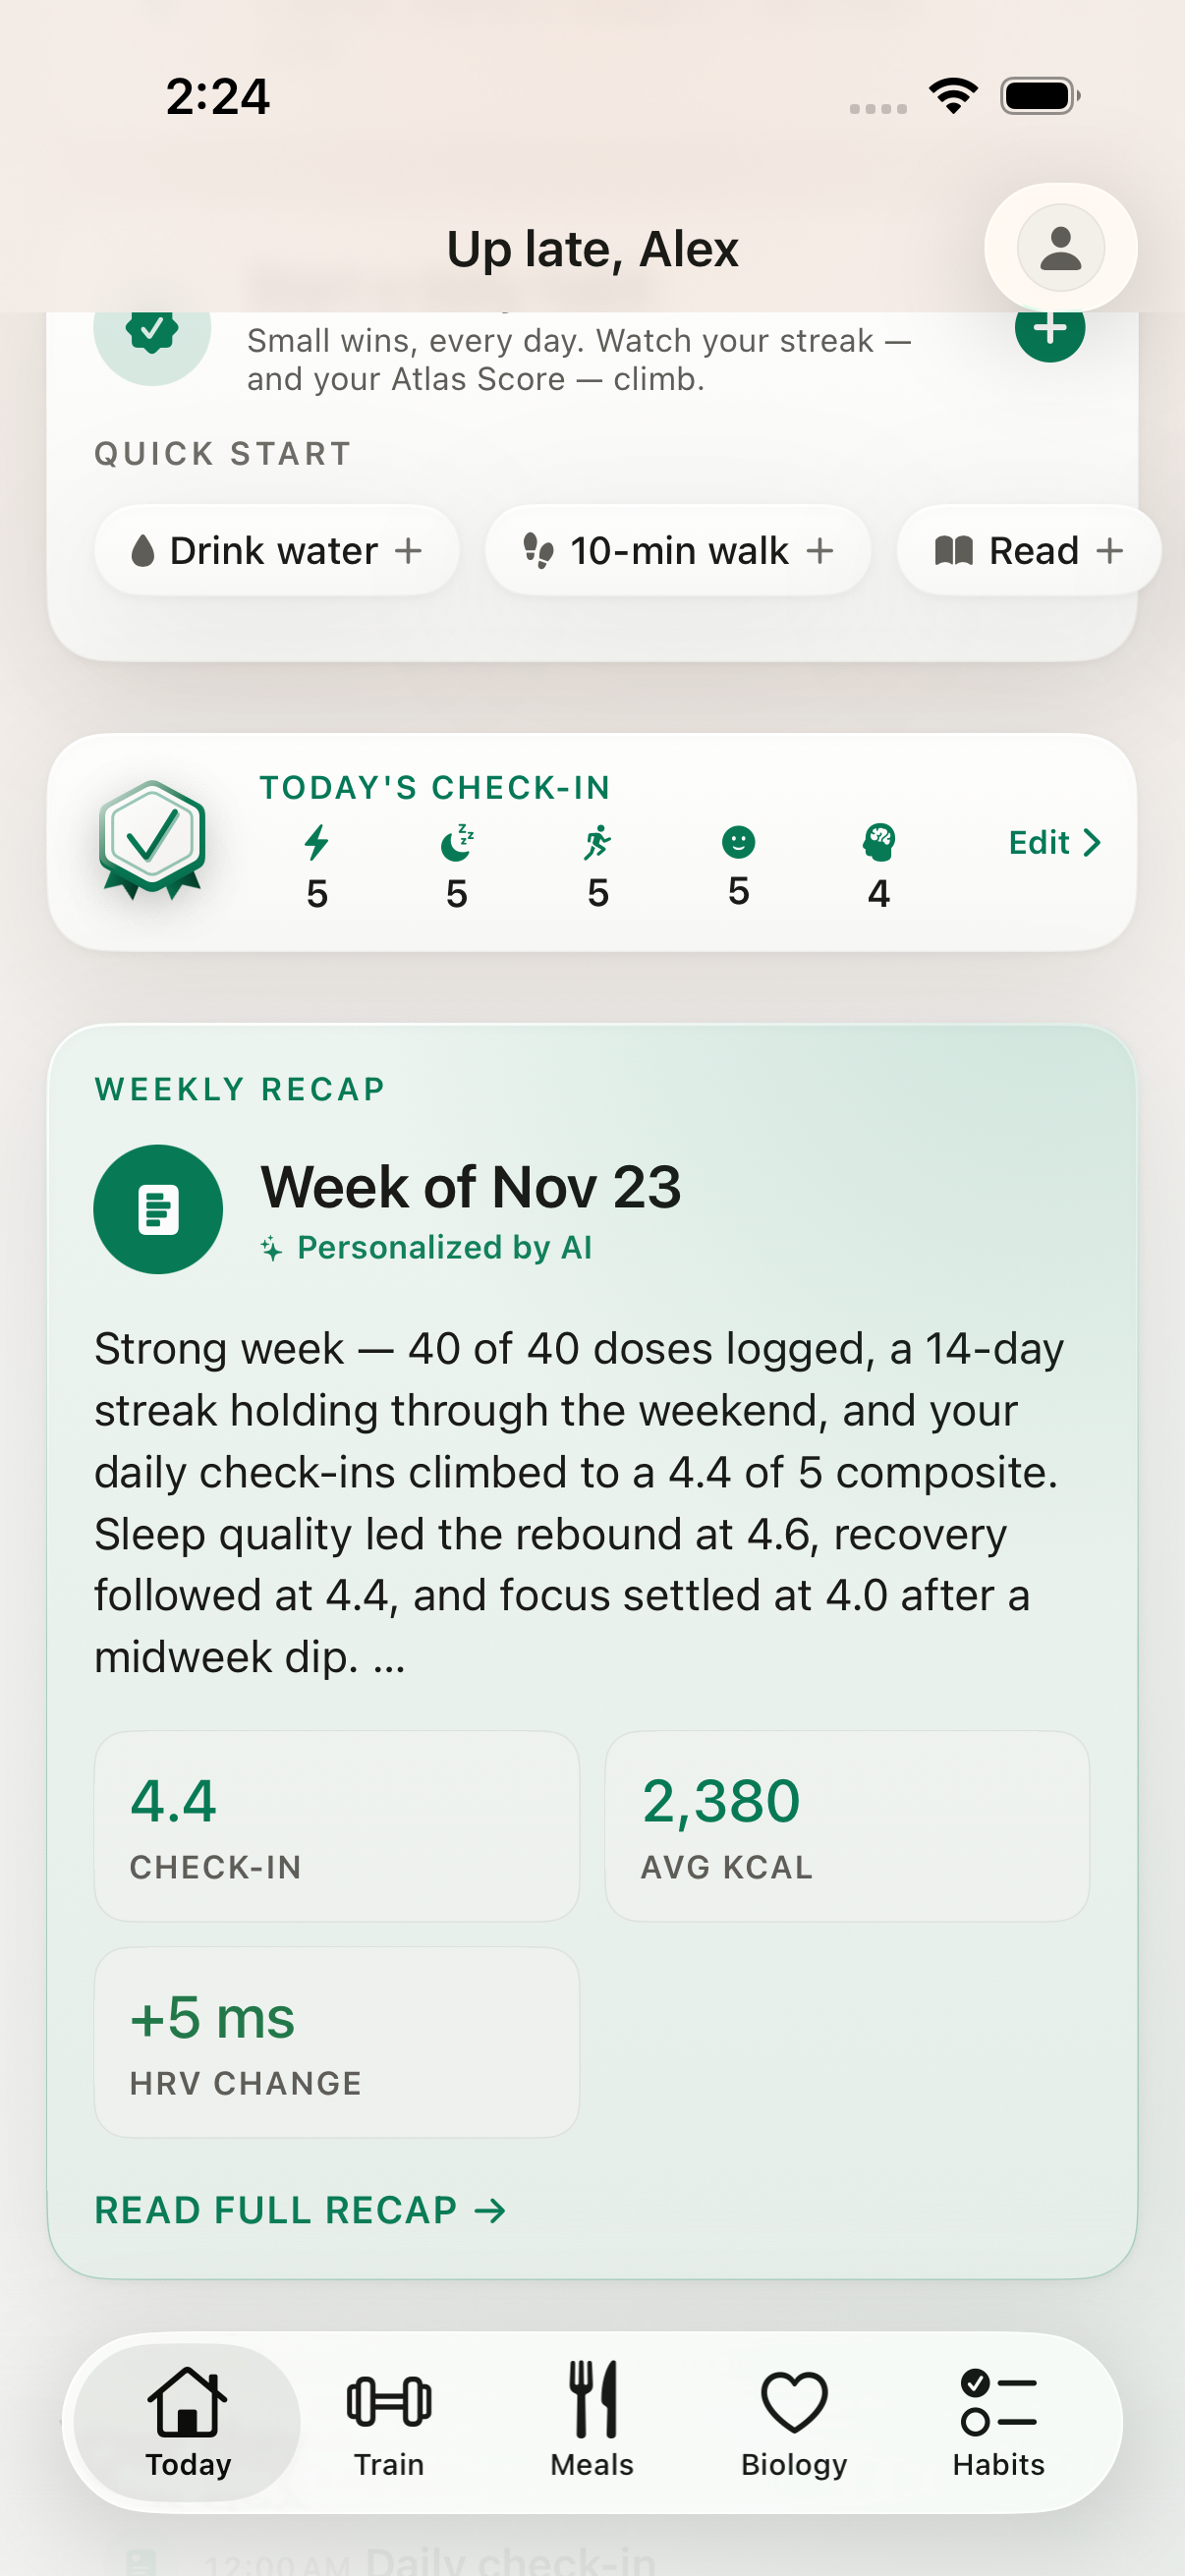 2:24
Up late, Alex
Small wins, every day. Watch your streak —
and your Atlas Score — climb.
QUICK START
Drink water +
10-min walk +
Read +
TODAY'S CHECK-IN
5 5 5 5 4
Edit
WEEKLY RECAP
Week of Nov 23
Personalized by AI
Strong week — 40 of 40 doses logged, a 14-day
streak holding through the weekend, and your
daily check-ins climbed to a 4.4 of 5 composite.
Sleep quality led the rebound at 4.6, recovery
followed at 4.4, and focus settled at 4.0 after a
midweek dip. ...
4.4
CHECK-IN
2,380
AVG KCAL
+5 ms
HRV CHANGE
READ FULL RECAP →
Today
Train
Meals
Biology
Habits
12:00 AM Daily check-in